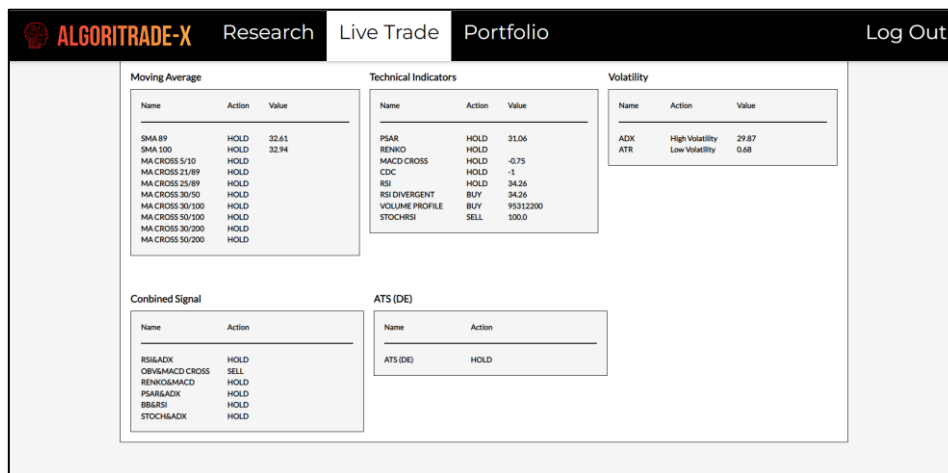 ALGORITRADE-X Research Live Trade Portfolio Log Out
Moving Average
Name Action Value
SMA 89 HOLD 32.61
SMA 100 HOLD 32.94
MA CROSS 5/10 HOLD
MA CROSS 21/89 HOLD
MA CROSS 25/89 HOLD
MA CROSS 30/50 HOLD
MA CROSS 30/100 HOLD
MA CROSS 50/100 HOLD
MA CROSS 30/200 HOLD
MA CROSS 50/200 HOLD
Technical Indicators
Name Action Value
PSAR HOLD 31.06
RENKO HOLD
MACD CROSS HOLD -0.75
CDC HOLD -1
RSI HOLD 34.26
RSI DIVERGENT BUY 34.26
VOLUME PROFILE BUY 95312200
STOCHRSI SELL 100.0
Volatility
Name Action Value
ADX High Volatility 29.87
ATR Low Volatility 0.68
Conbined Signal
Name Action
RSI&ADX HOLD
OBV&MACD CROSS SELL
RENKO&MACD HOLD
PSAR&ADX HOLD
BB&RSI HOLD
STOCH&ADX HOLD
ATS (DE)
Name Action
ATS (DE) HOLD